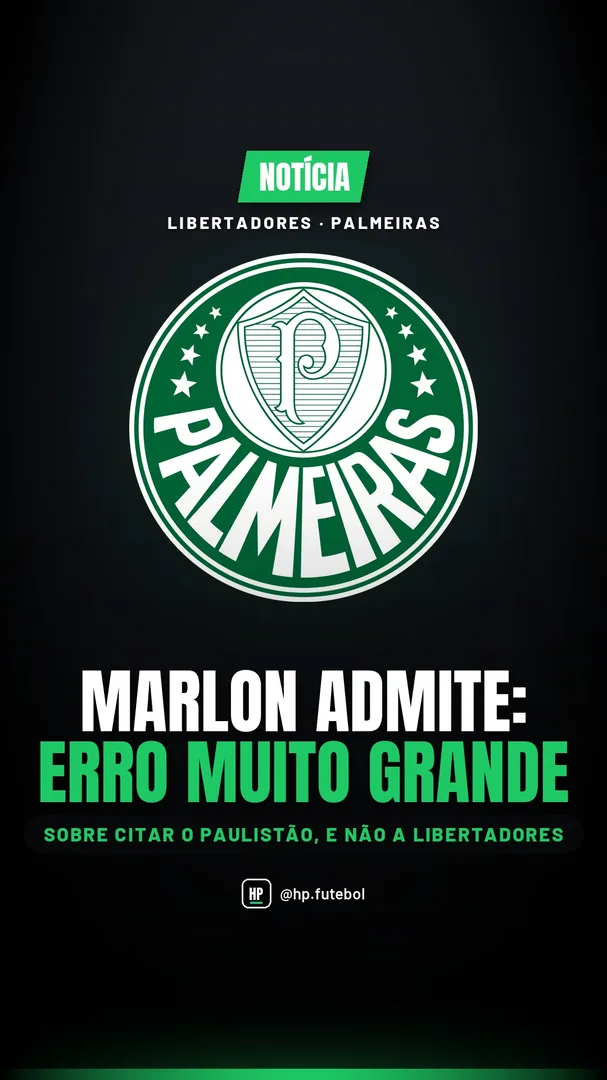 NOTÍCIA
LIBERTADORES · PALMEIRAS
P
PALMEIRAS
MARLON ADMITE:
ERRO MUITO GRANDE
SOBRE CITAR O PAULISTÃO, E NÃO A LIBERTADORES
HP @hp.futebol